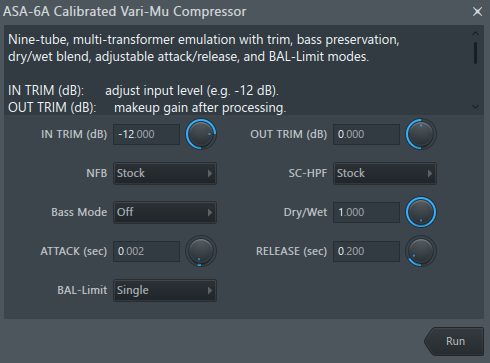 ASA-6A Calibrated Vari-Mu Compressor
Nine-tube, multi-transformer emulation with trim, bass preservation,
dry/wet blend, adjustable attack/release, and BAL-Limit modes.
IN TRIM (dB): adjust input level (e.g. -12 dB).
OUT TRIM (dB): makeup gain after processing.
IN TRIM (dB) -12.000 OUT TRIM (dB) 0.000
NFB Stock SC-HPF Stock
Bass Mode Off Dry/Wet 1.000
ATTACK (sec) 0.002 RELEASE (sec) 0.200
BAL-Limit Single
Run